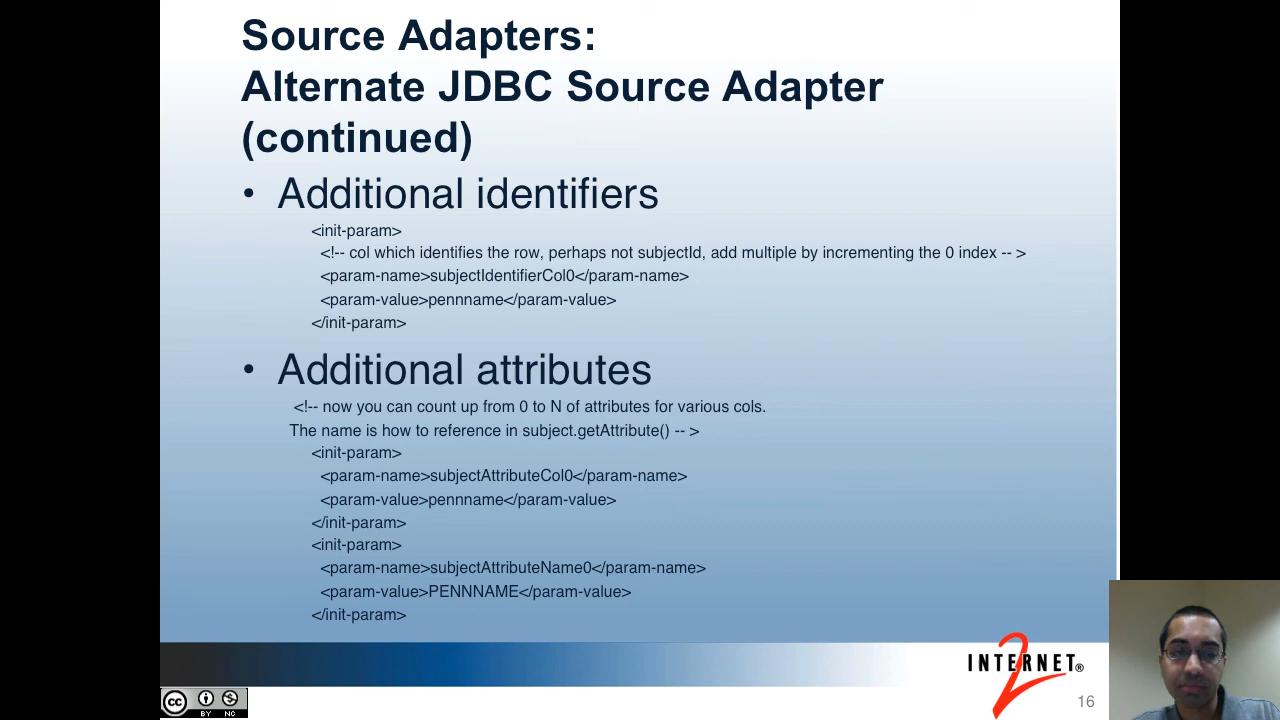 Source Adapters:
Alternate JDBC Source Adapter
(continued)
• Additional identifiers
<init-param>
<!-- col which identifies the row, perhaps not subjectId, add multiple by incrementing the 0 index -- >
<param-name>subjectIdentifierCol0</param-name>
<param-value>pennname</param-value>
</init-param>
• Additional attributes
<!-- now you can count up from 0 to N of attributes for various cols.
The name is how to reference in subject.getAttribute() -- >
<init-param>
<param-name>subjectAttributeCol0</param-name>
<param-value>pennname</param-value>
</init-param>
<init-param>
<param-name>subjectAttributeName0</param-name>
<param-value>PENNNAME</param-value>
</init-param>
INTERNET®
2
cc
BY NC
16